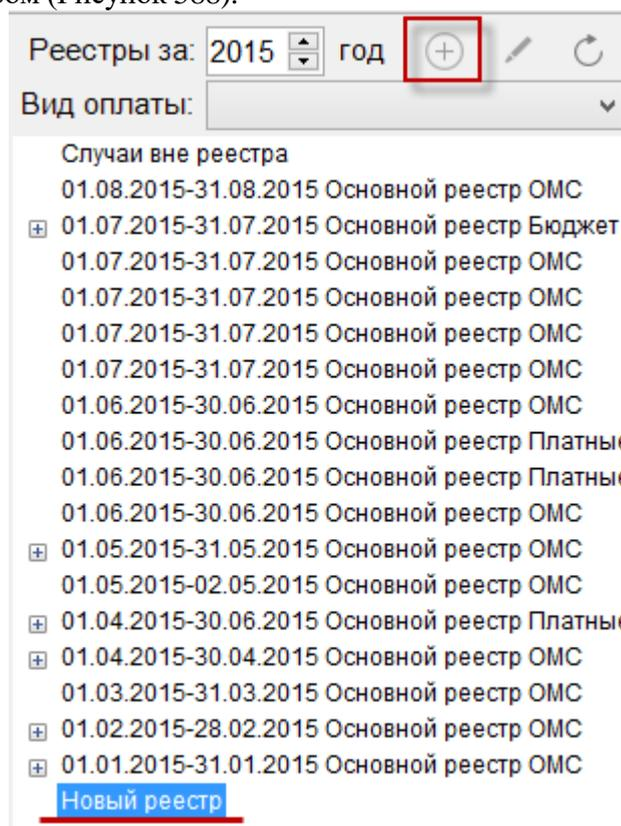 (Рисунок 368).
Реестры за: 2015 год
Вид оплаты:
Случаи вне реестра
01.08.2015-31.08.2015 Основной реестр ОМС
01.07.2015-31.07.2015 Основной реестр Бюджет
01.07.2015-31.07.2015 Основной реестр ОМС
01.07.2015-31.07.2015 Основной реестр ОМС
01.07.2015-31.07.2015 Основной реестр ОМС
01.07.2015-31.07.2015 Основной реестр ОМС
01.06.2015-30.06.2015 Основной реестр ОМС
01.06.2015-30.06.2015 Основной реестр Платные
01.06.2015-30.06.2015 Основной реестр Платные
01.06.2015-30.06.2015 Основной реестр ОМС
01.05.2015-31.05.2015 Основной реестр ОМС
01.05.2015-02.05.2015 Основной реестр ОМС
01.04.2015-30.06.2015 Основной реестр Платные
01.04.2015-30.04.2015 Основной реестр ОМС
01.03.2015-31.03.2015 Основной реестр ОМС
01.02.2015-28.02.2015 Основной реестр ОМС
01.01.2015-31.01.2015 Основной реестр ОМС
Новый реестр